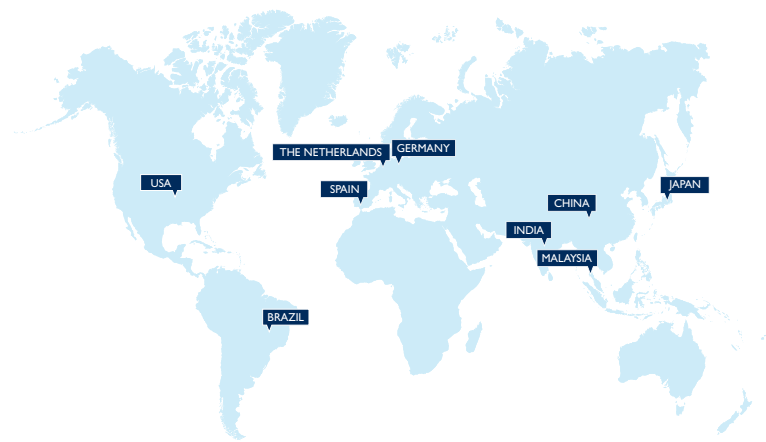 THE NETHERLANDS
GERMANY
USA
SPAIN
JAPAN
CHINA
INDIA
MALAYSIA
BRAZIL